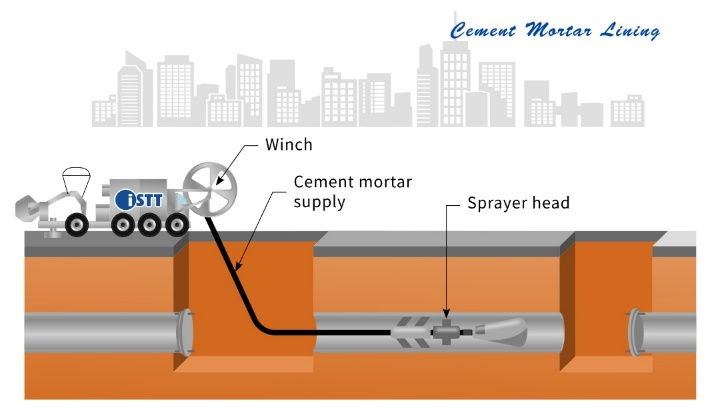 Cement Mortar Lining
Winch
Cement mortar
supply
Sprayer head
iSTT